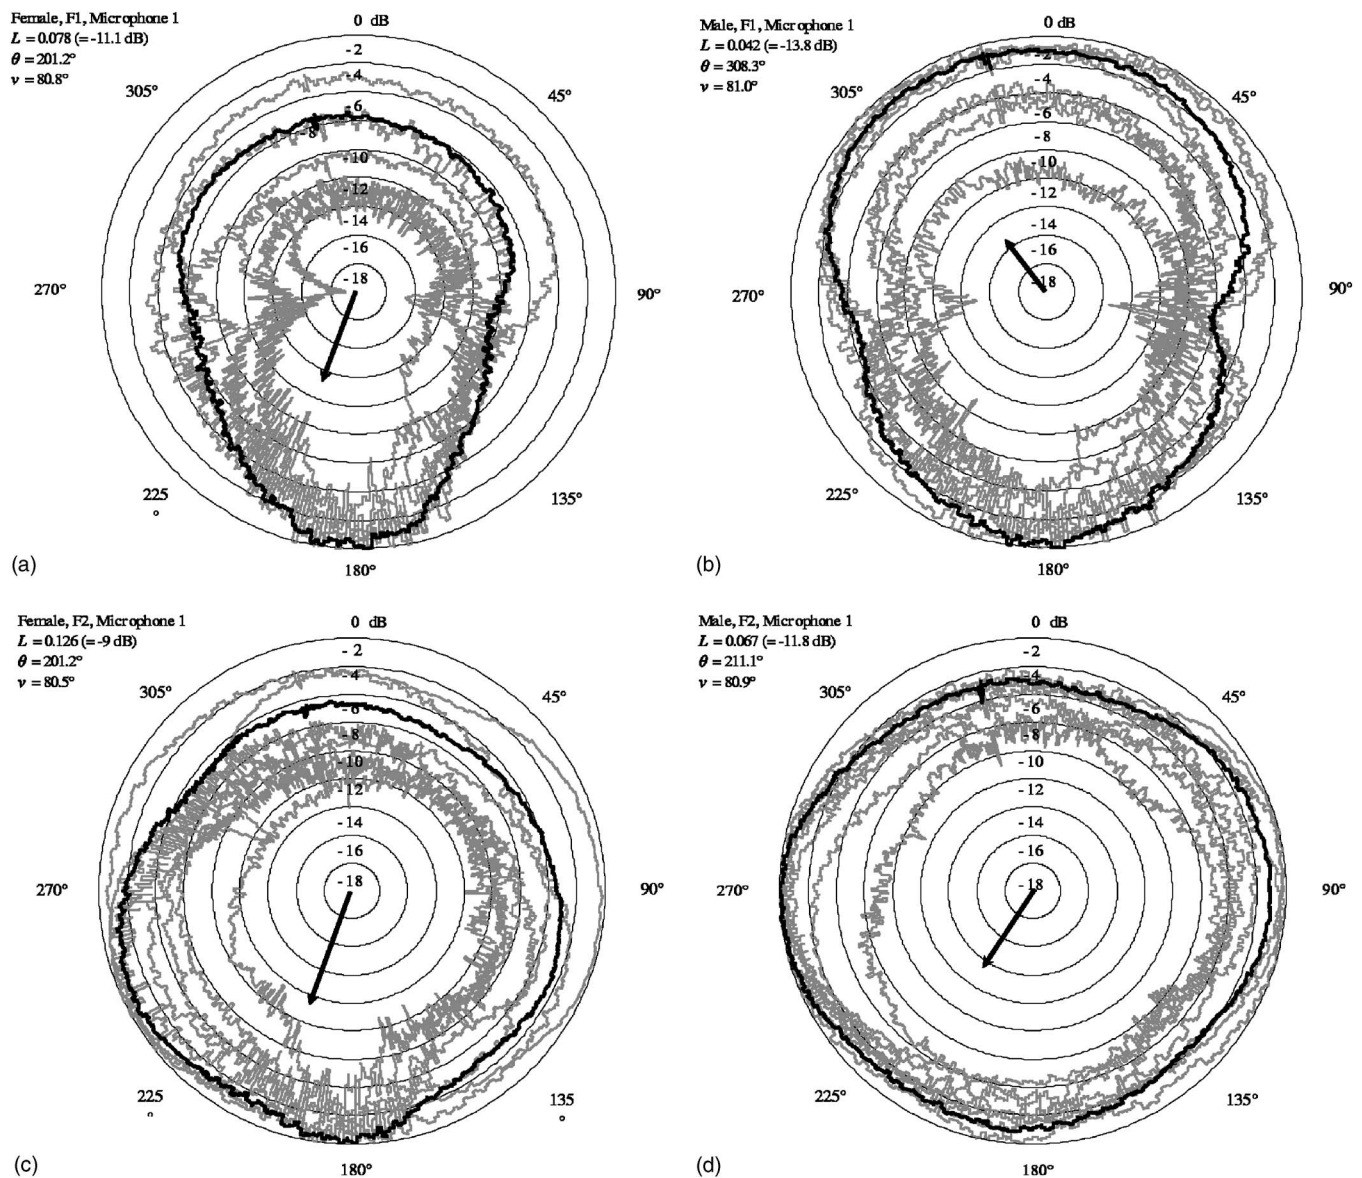 Female, F1, Microphone 1
L = 0.078 (= -11.1 dB)
θ = 201.2°
ν = 80.8°
0 dB
-2
-4
-6
-8
-10
-12
-14
-16
-18
305°
45°
270°
90°
225
°
135°
180°
(a)
Male, F1, Microphone 1
L = 0.042 (= -13.8 dB)
θ = 308.3°
ν = 81.0°
0 dB
-2
-4
-6
-8
-10
-12
-14
-16
-18
305°
45°
270°
90°
225°
135°
180°
(b)
Female, F2, Microphone 1
L = 0.126 (= -9 dB)
θ = 201.2°
ν = 80.5°
0 dB
-2
-4
-6
-8
-10
-12
-14
-16
-18
305°
45°
270°
90°
225
°
135
°
180°
(c)
Male, F2, Microphone 1
L = 0.067 (= -11.8 dB)
θ = 211.1°
ν = 80.9°
0 dB
-2
-4
-6
-8
-10
-12
-14
-16
-18
305°
45°
270°
90°
225°
135°
180°
(d)